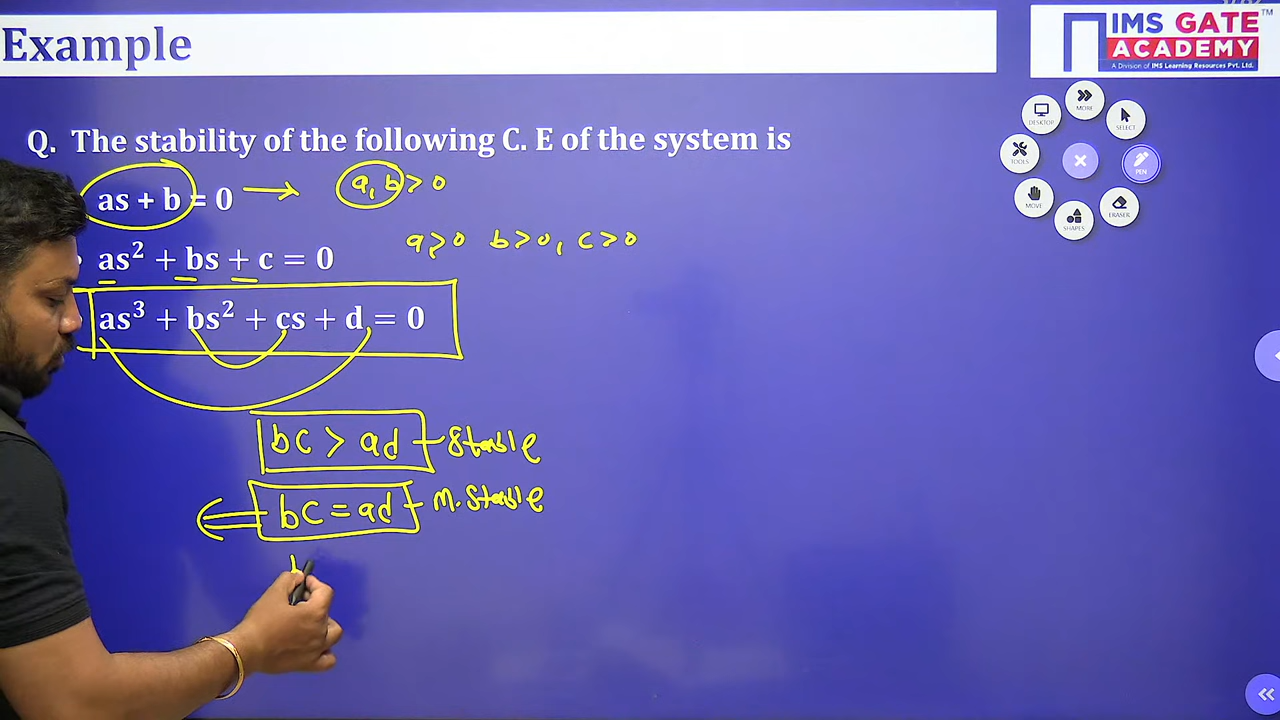 Example
IMS GATE
ACADEMY
TM
A Division of IMS Learning Resources Pvt. Ltd.
Q. The stability of the following C. E of the system is
as + b = 0 → a, b > 0
as² + bs + c = 0 a > 0 b > 0, c > 0
as³ + bs² + cs + d = 0
bc > ad - Stable
bc = ad - M. Stable
MORE
DESKTOP
SELECT
TOOLS
PEN
MOVE
ERASER
SHAPES